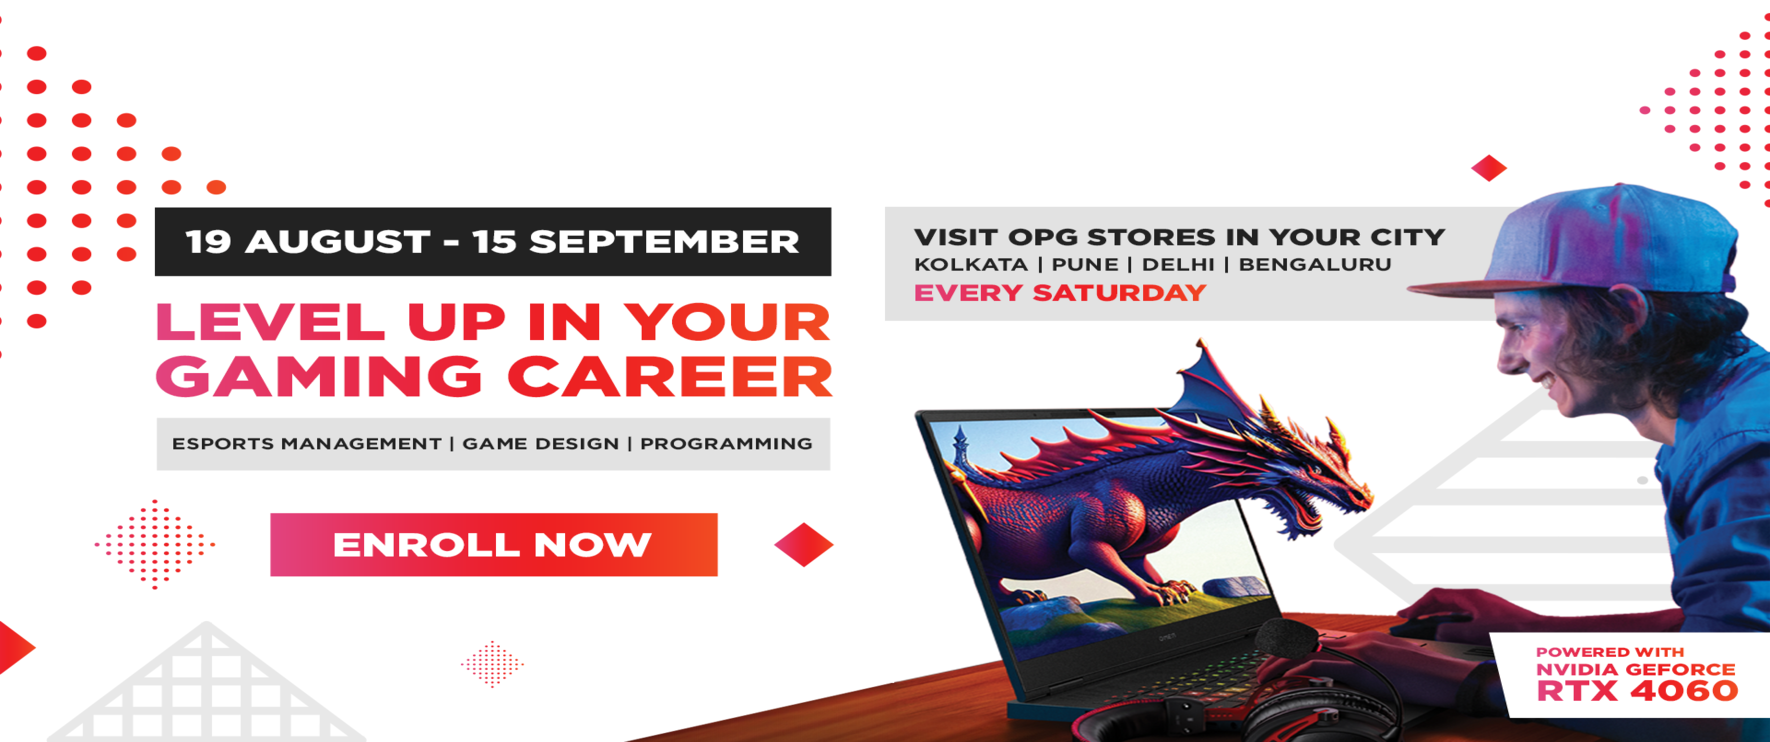 19 AUGUST - 15 SEPTEMBER
LEVEL UP IN YOUR
GAMING CAREER
ESPORTS MANAGEMENT | GAME DESIGN | PROGRAMMING
ENROLL NOW
VISIT OPG STORES IN YOUR CITY
KOLKATA | PUNE | DELHI | BENGALURU
EVERY SATURDAY
OMEN
POWERED WITH
NVIDIA GEFORCE
RTX 4060